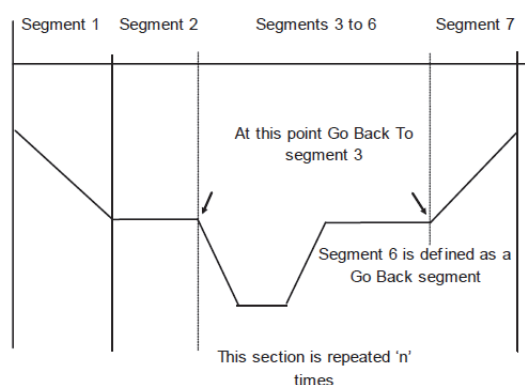 Segment 1 Segment 2 Segments 3 to 6 Segment 7
At this point Go Back To
segment 3
Segment 6 is defined as a
Go Back segment
This section is repeated ‘n’
times